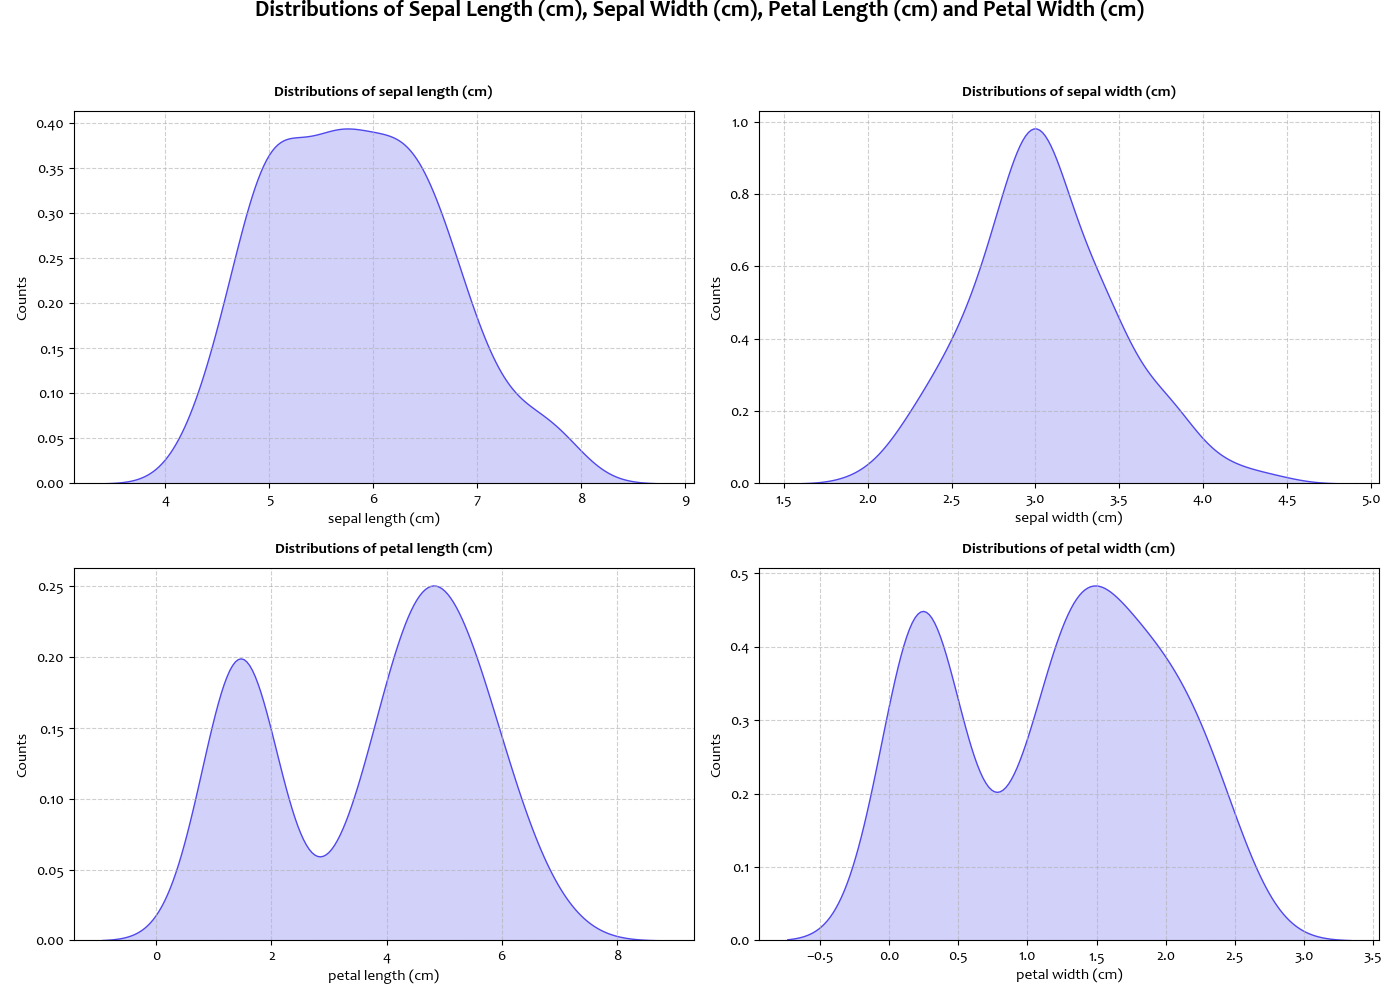 Distributions of Sepal Length (cm), Sepal Width (cm), Petal Length (cm) and Petal Width (cm)
Distributions of sepal length (cm)
0.40
0.35
0.30
0.25
0.20
0.15
0.10
0.05
0.00
Counts
4 5 6 7 8 9
sepal length (cm)
Distributions of sepal width (cm)
1.0
0.8
0.6
0.4
0.2
0.0
Counts
1.5 2.0 2.5 3.0 3.5 4.0 4.5 5.0
sepal width (cm)
Distributions of petal length (cm)
0.25
0.20
0.15
0.10
0.05
0.00
Counts
0 2 4 6 8
petal length (cm)
Distributions of petal width (cm)
0.5
0.4
0.3
0.2
0.1
0.0
Counts
−0.5 0.0 0.5 1.0 1.5 2.0 2.5 3.0 3.5
petal width (cm)